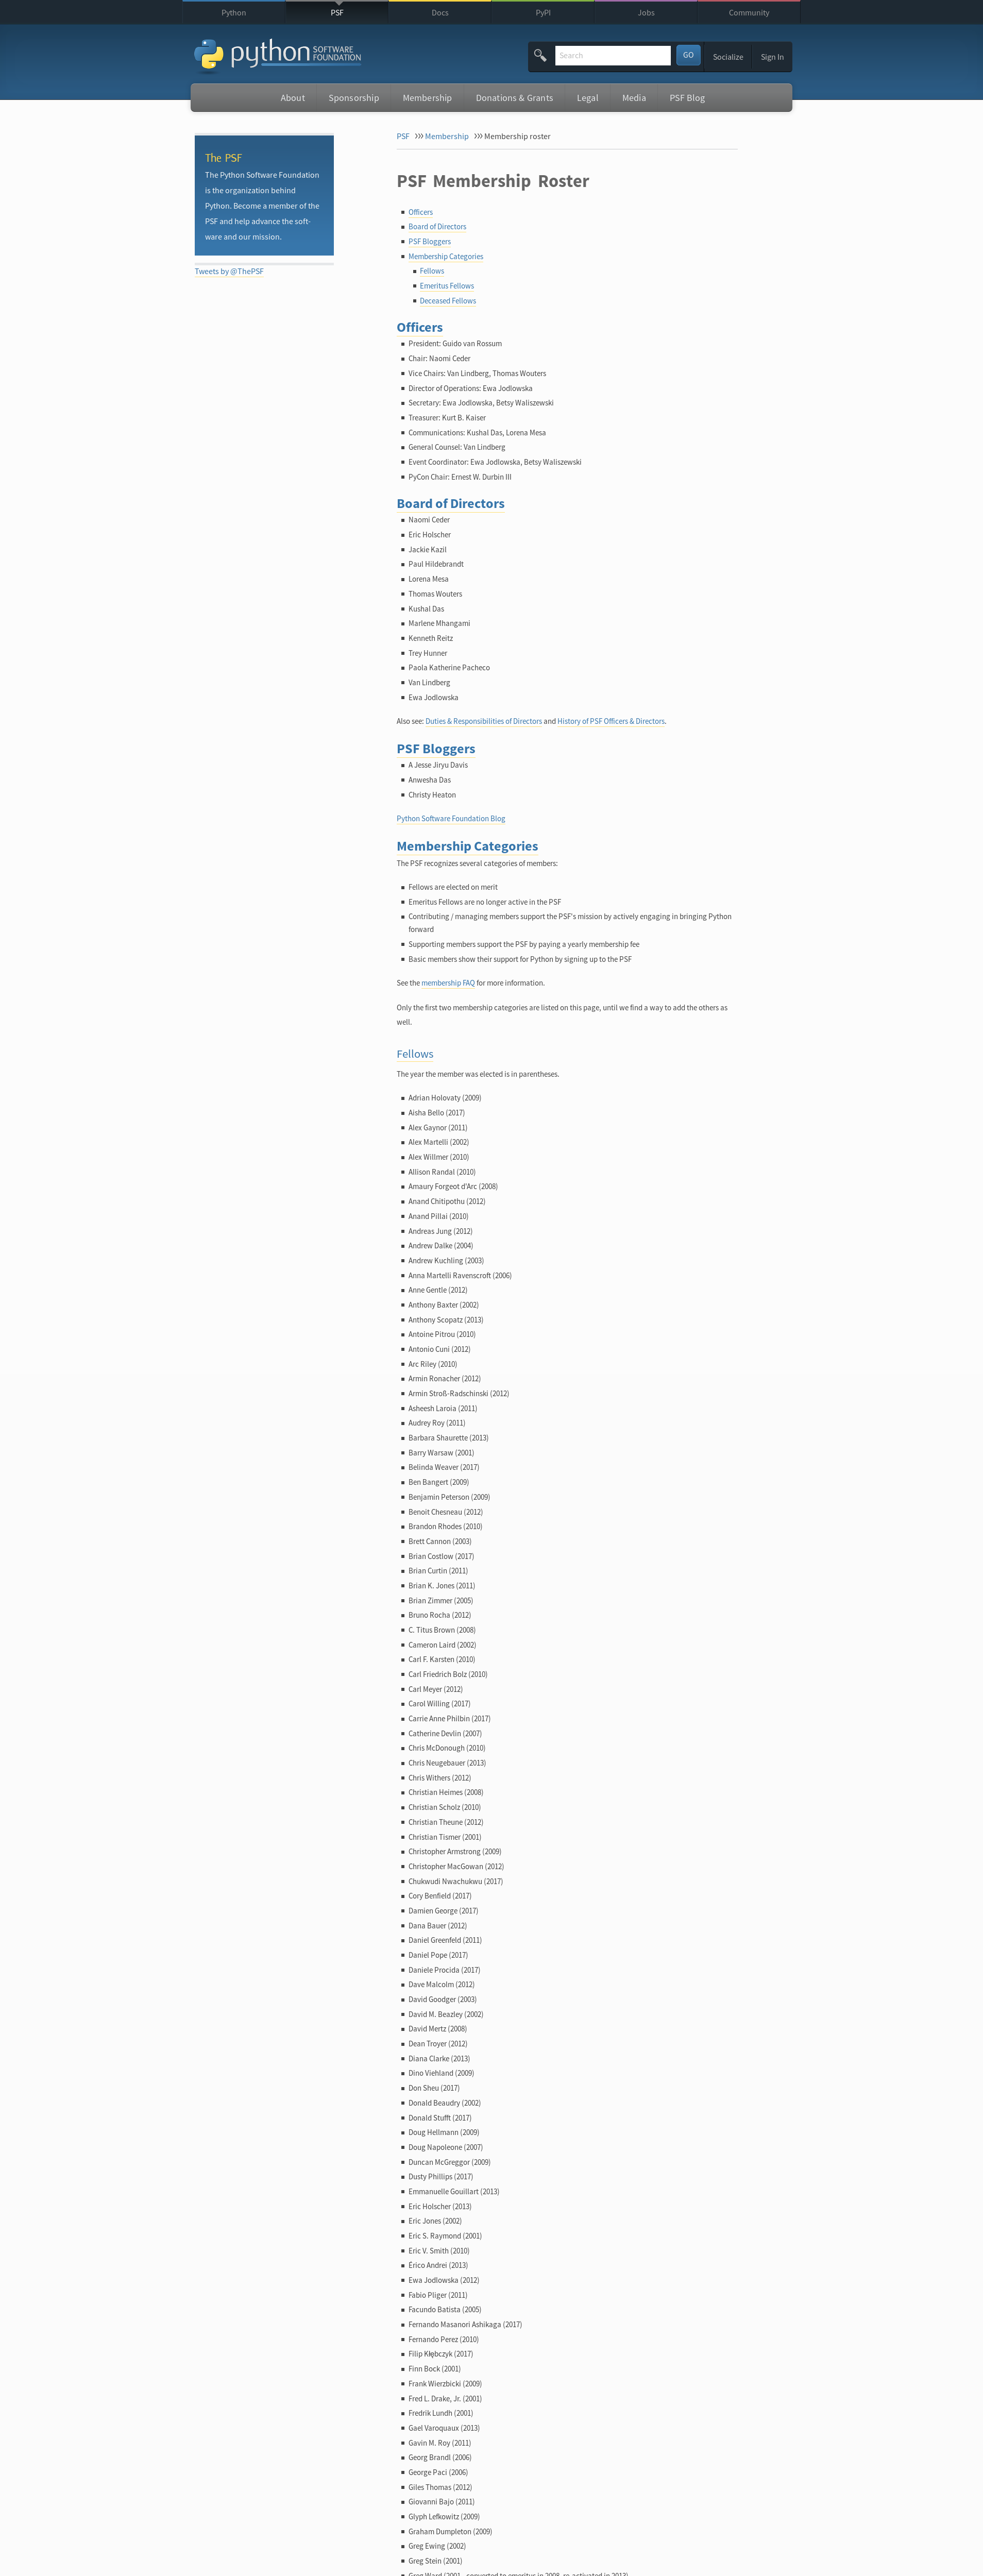 Python
PSF
Docs
PyPI
Jobs
Community
python SOFTWARE FOUNDATION
Search
GO
Socialize
Sign In
About
Sponsorship
Membership
Donations & Grants
Legal
Media
PSF Blog
The PSF
The Python Software Foundation
is the organization behind
Python. Become a member of the
PSF and help advance the soft-
ware and our mission.
Tweets by @ThePSF
PSF >>> Membership >>> Membership roster
PSF Membership Roster
Officers
Board of Directors
PSF Bloggers
Membership Categories
Fellows
Emeritus Fellows
Deceased Fellows
Officers
President: Guido van Rossum
Chair: Naomi Ceder
Vice Chairs: Van Lindberg, Thomas Wouters
Director of Operations: Ewa Jodlowska
Secretary: Ewa Jodlowska, Betsy Waliszewski
Treasurer: Kurt B. Kaiser
Communications: Kushal Das, Lorena Mesa
General Counsel: Van Lindberg
Event Coordinator: Ewa Jodlowska, Betsy Waliszewski
PyCon Chair: Ernest W. Durbin III
Board of Directors
Naomi Ceder
Eric Holscher
Jackie Kazil
Paul Hildebrandt
Lorena Mesa
Thomas Wouters
Kushal Das
Marlene Mhangami
Kenneth Reitz
Trey Hunner
Paola Katherine Pacheco
Van Lindberg
Ewa Jodlowska
Also see: Duties & Responsibilities of Directors and History of PSF Officers & Directors.
PSF Bloggers
A Jesse Jiryu Davis
Anwesha Das
Christy Heaton
Python Software Foundation Blog
Membership Categories
The PSF recognizes several categories of members:
Fellows are elected on merit
Emeritus Fellows are no longer active in the PSF
Contributing / managing members support the PSF's mission by actively engaging in bringing Python
forward
Supporting members support the PSF by paying a yearly membership fee
Basic members show their support for Python by signing up to the PSF
See the membership FAQ for more information.
Only the first two membership categories are listed on this page, until we find a way to add the others as
well.
Fellows
The year the member was elected is in parentheses.
Adrian Holovaty (2009)
Aisha Bello (2017)
Alex Gaynor (2011)
Alex Martelli (2002)
Alex Willmer (2010)
Allison Randal (2010)
Amaury Forgeot d'Arc (2008)
Anand Chitipothu (2012)
Anand Pillai (2010)
Andreas Jung (2012)
Andrew Dalke (2004)
Andrew Kuchling (2003)
Anna Martelli Ravenscroft (2006)
Anne Gentle (2012)
Anthony Baxter (2002)
Anthony Scopatz (2013)
Antoine Pitrou (2010)
Antonio Cuni (2012)
Arc Riley (2010)
Armin Ronacher (2012)
Armin Stroß-Radschinski (2012)
Asheesh Laroia (2011)
Audrey Roy (2011)
Barbara Shaurette (2013)
Barry Warsaw (2001)
Belinda Weaver (2017)
Ben Bangert (2009)
Benjamin Peterson (2009)
Benoit Chesneau (2012)
Brandon Rhodes (2010)
Brett Cannon (2003)
Brian Costlow (2017)
Brian Curtin (2011)
Brian K. Jones (2011)
Brian Zimmer (2005)
Bruno Rocha (2012)
C. Titus Brown (2008)
Cameron Laird (2002)
Carl F. Karsten (2010)
Carl Friedrich Bolz (2010)
Carl Meyer (2012)
Carol Willing (2017)
Carrie Anne Philbin (2017)
Catherine Devlin (2007)
Chris McDonough (2010)
Chris Neugebauer (2013)
Chris Withers (2012)
Christian Heimes (2008)
Christian Scholz (2010)
Christian Theune (2012)
Christian Tismer (2001)
Christopher Armstrong (2009)
Christopher MacGowan (2012)
Chukwudi Nwachukwu (2017)
Cory Benfield (2017)
Damien George (2017)
Dana Bauer (2012)
Daniel Greenfeld (2011)
Daniel Pope (2017)
Daniele Procida (2017)
Dave Malcolm (2012)
David Goodger (2003)
David M. Beazley (2002)
David Mertz (2008)
Dean Troyer (2012)
Diana Clarke (2013)
Dino Viehland (2009)
Don Sheu (2017)
Donald Beaudry (2002)
Donald Stufft (2017)
Doug Hellmann (2009)
Doug Napoleone (2007)
Duncan McGreggor (2009)
Dusty Phillips (2017)
Emmanuelle Gouillart (2013)
Eric Holscher (2013)
Eric Jones (2002)
Eric S. Raymond (2001)
Eric V. Smith (2010)
Érico Andrei (2013)
Ewa Jodlowska (2012)
Fabio Pliger (2011)
Facundo Batista (2005)
Fernando Masanori Ashikaga (2017)
Fernando Perez (2010)
Filip Kłębczyk (2017)
Finn Bock (2001)
Frank Wierzbicki (2009)
Fred L. Drake, Jr. (2001)
Fredrik Lundh (2001)
Gael Varoquaux (2013)
Gavin M. Roy (2011)
Georg Brandl (2006)
George Paci (2006)
Giles Thomas (2012)
Giovanni Bajo (2011)
Glyph Lefkowitz (2009)
Graham Dumpleton (2009)
Greg Ewing (2002)
Greg Stein (2001)
Greg Ward (2001 - converted to emeritus in 2008, re-activated in 2013)